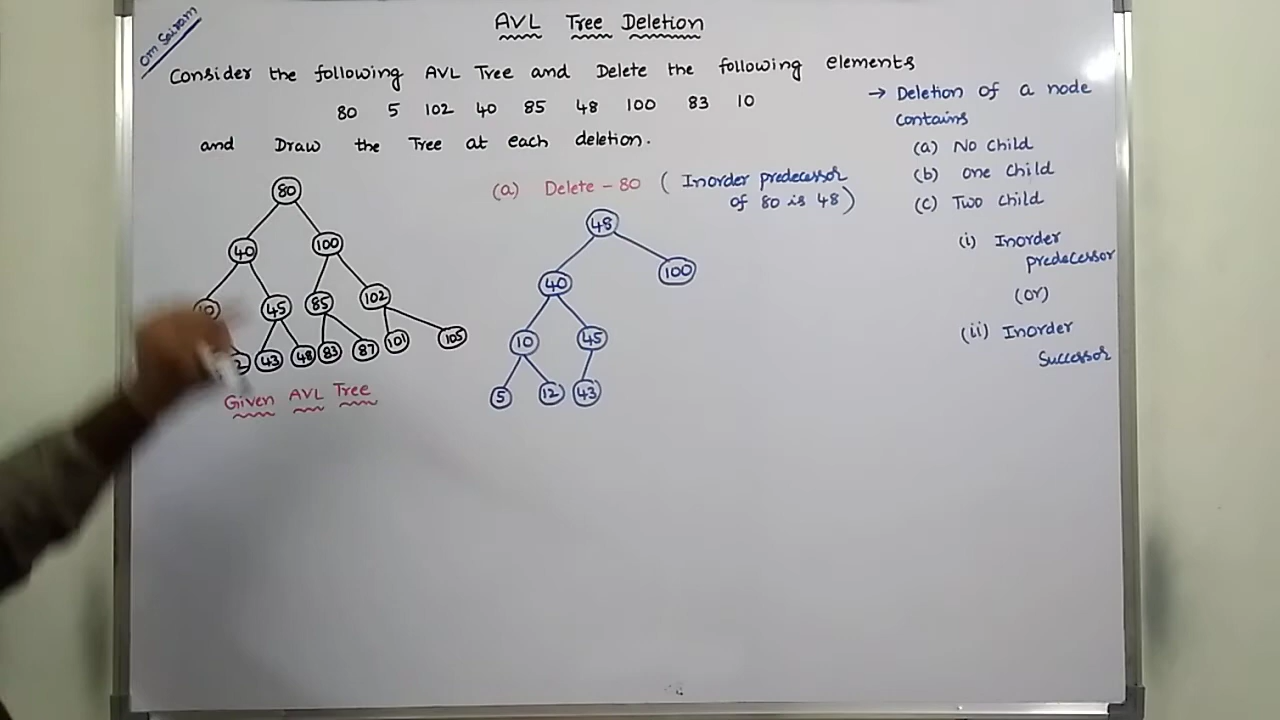 Om Sairam
AVL Tree Deletion
Consider the following AVL Tree and Delete the following elements
80 5 102 40 85 48 100 83 10
and Draw the Tree at each deletion.
80
40 100
45 85 102
43 48 83 87 101 105
Given AVL Tree
(a) Delete - 80 ( Inorder predecessor
of 80 is 48 )
48
40 100
10 45
5 12 43
→ Deletion of a node
contains
(a) No child
(b) one child
(c) Two child
(i) Inorder
predecessor
(or)
(ii) Inorder
Successor